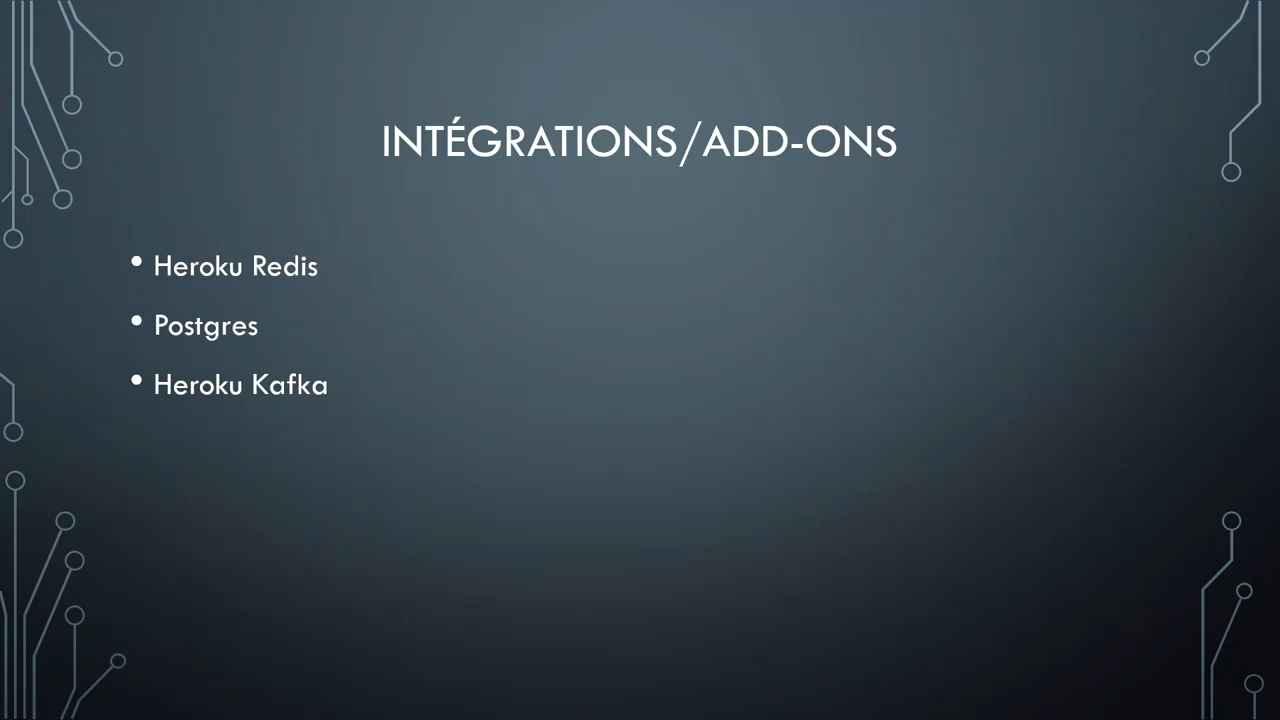 INTÉGRATIONS/ADD-ONS
• Heroku Redis
• Postgres
• Heroku Kafka